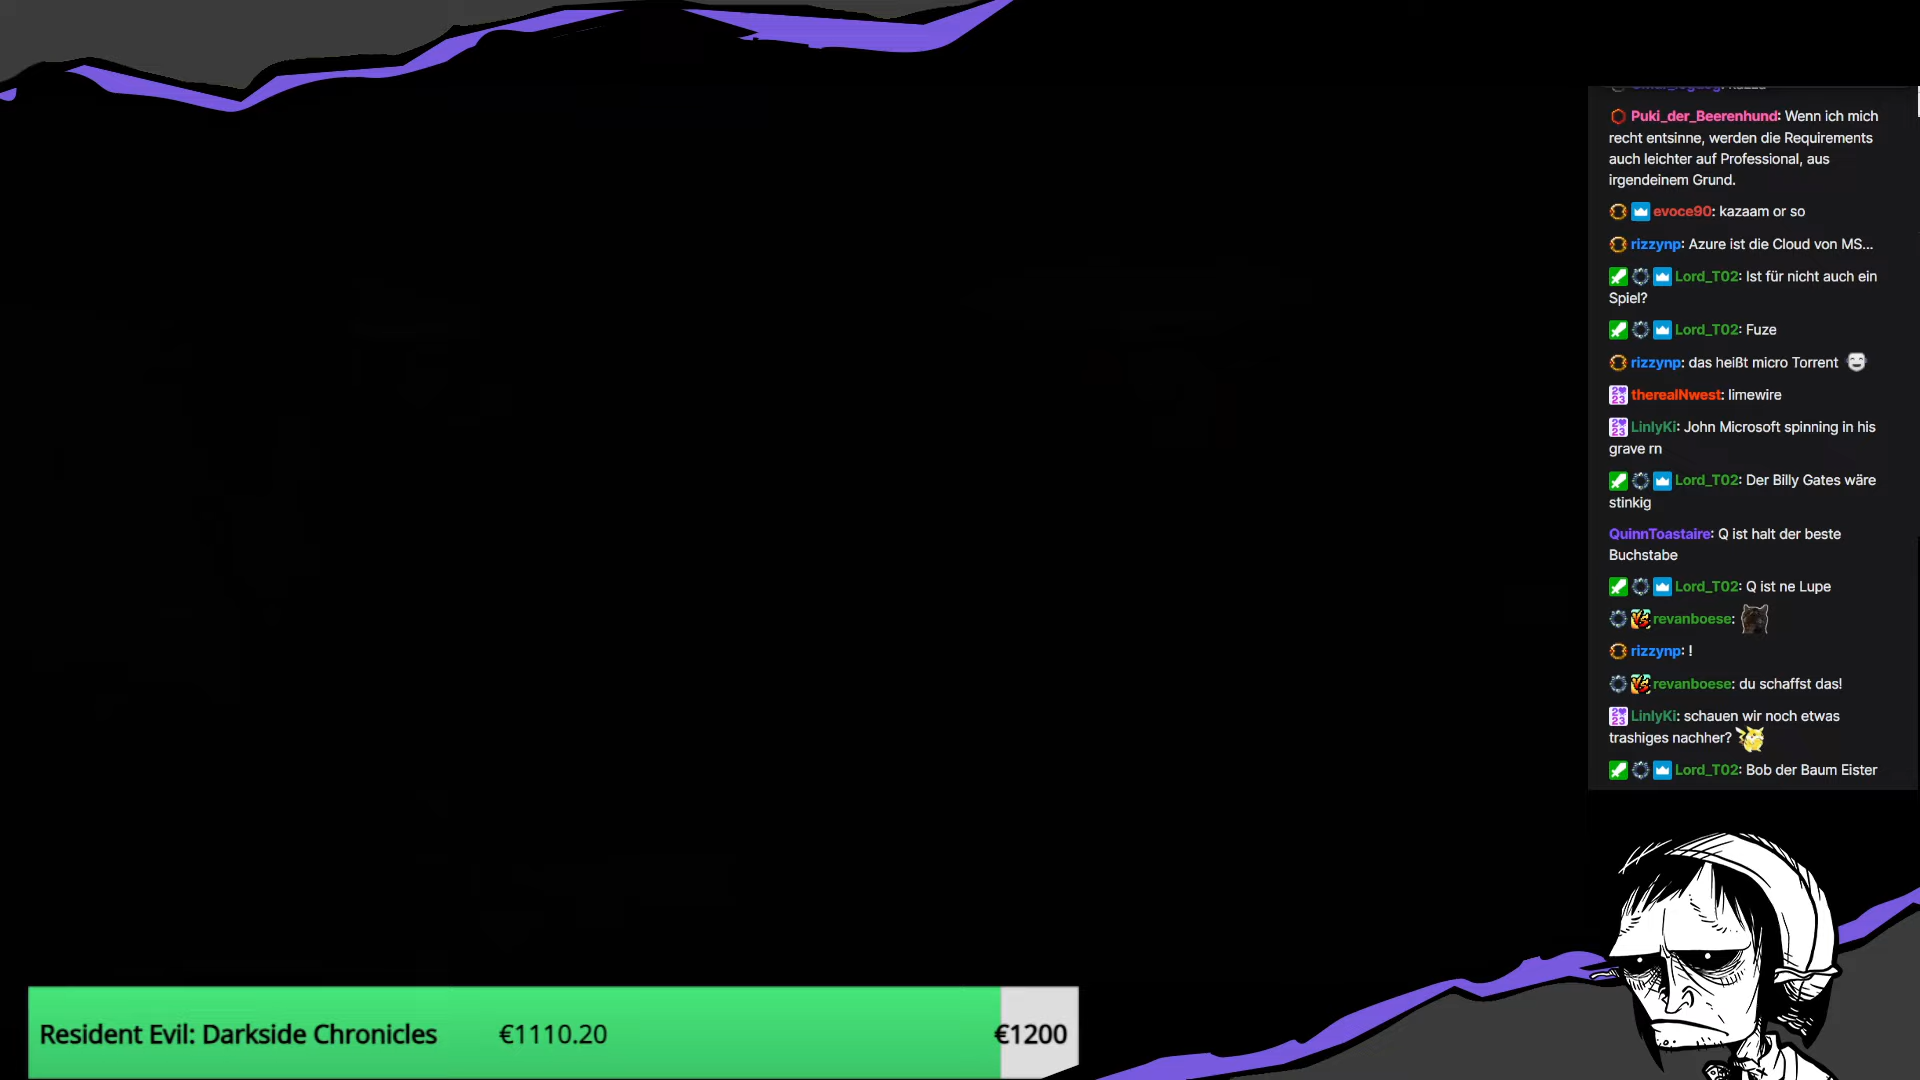 Puki_der_Beerenhund: Wenn ich mich
recht entsinne, werden die Requirements
auch leichter auf Professional, aus
irgendeinem Grund.
evoce90: kazaam or so
rizzynp: Azure ist die Cloud von MS...
Lord_T02: Ist für nicht auch ein
Spiel?
Lord_T02: Fuze
rizzynp: das heißt micro Torrent
2023 therealNwest: limewire
2023 LinlyKi: John Microsoft spinning in his
grave rn
Lord_T02: Der Billy Gates wäre
stinkig
QuinnToastaire: Q ist halt der beste
Buchstabe
Lord_T02: Q ist ne Lupe
revanboese:
rizzynp: !
revanboese: du schaffst das!
2023 LinlyKi: schauen wir noch etwas
trashiges nachher?
Lord_T02: Bob der Baum Eister
Resident Evil: Darkside Chronicles €1110.20 €1200